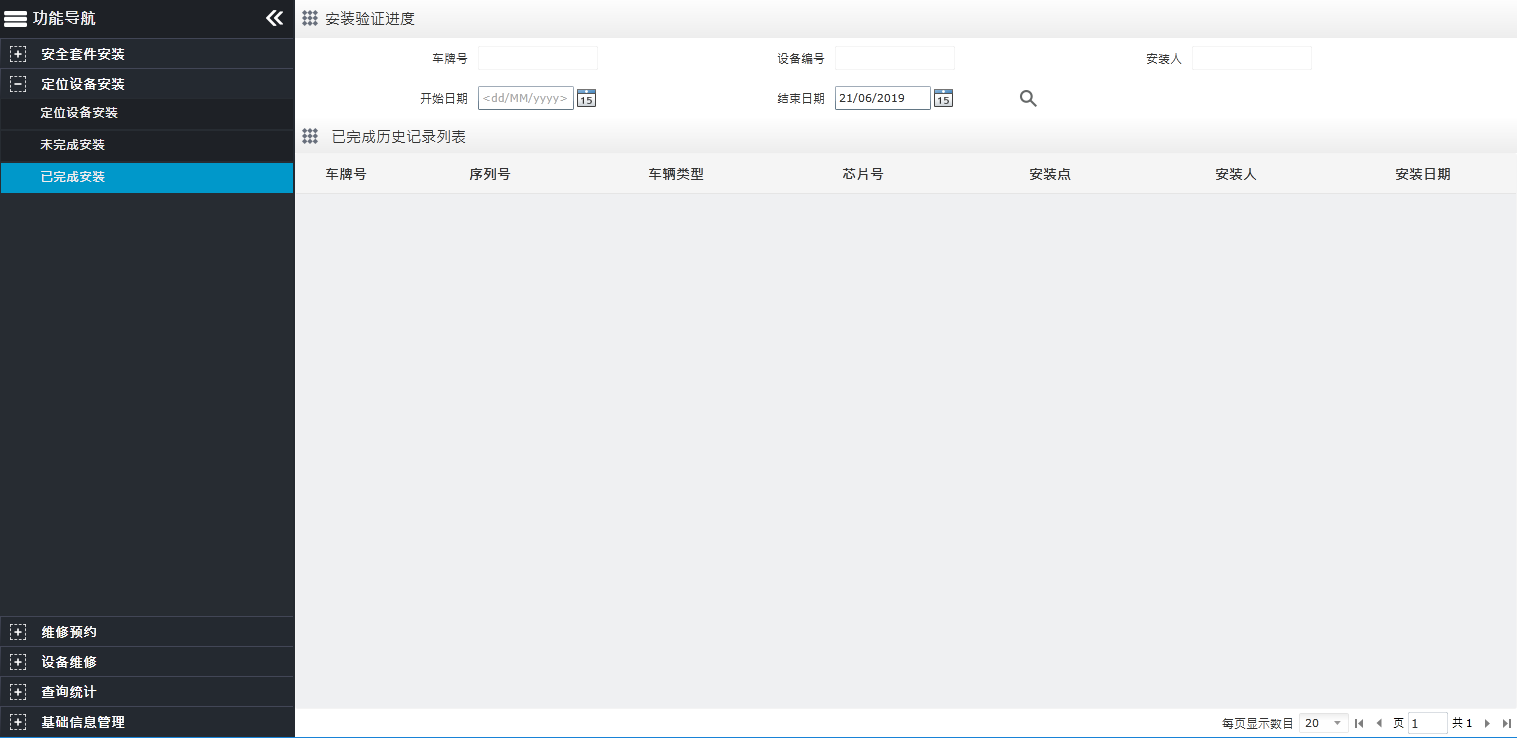 功能导航
安全套件安装
定位设备安装
定位设备安装
未完成安装
已完成安装
维修预约
设备维修
查询统计
基础信息管理
安装验证进度
车牌号 设备编号 安装人
开始日期 <dd/MM/yyyy> 15 结束日期 21/06/2019 15
已完成历史记录列表
车牌号 序列号 车辆类型 芯片号 安装点 安装人 安装日期
每页显示数目 20 页 1 共 1